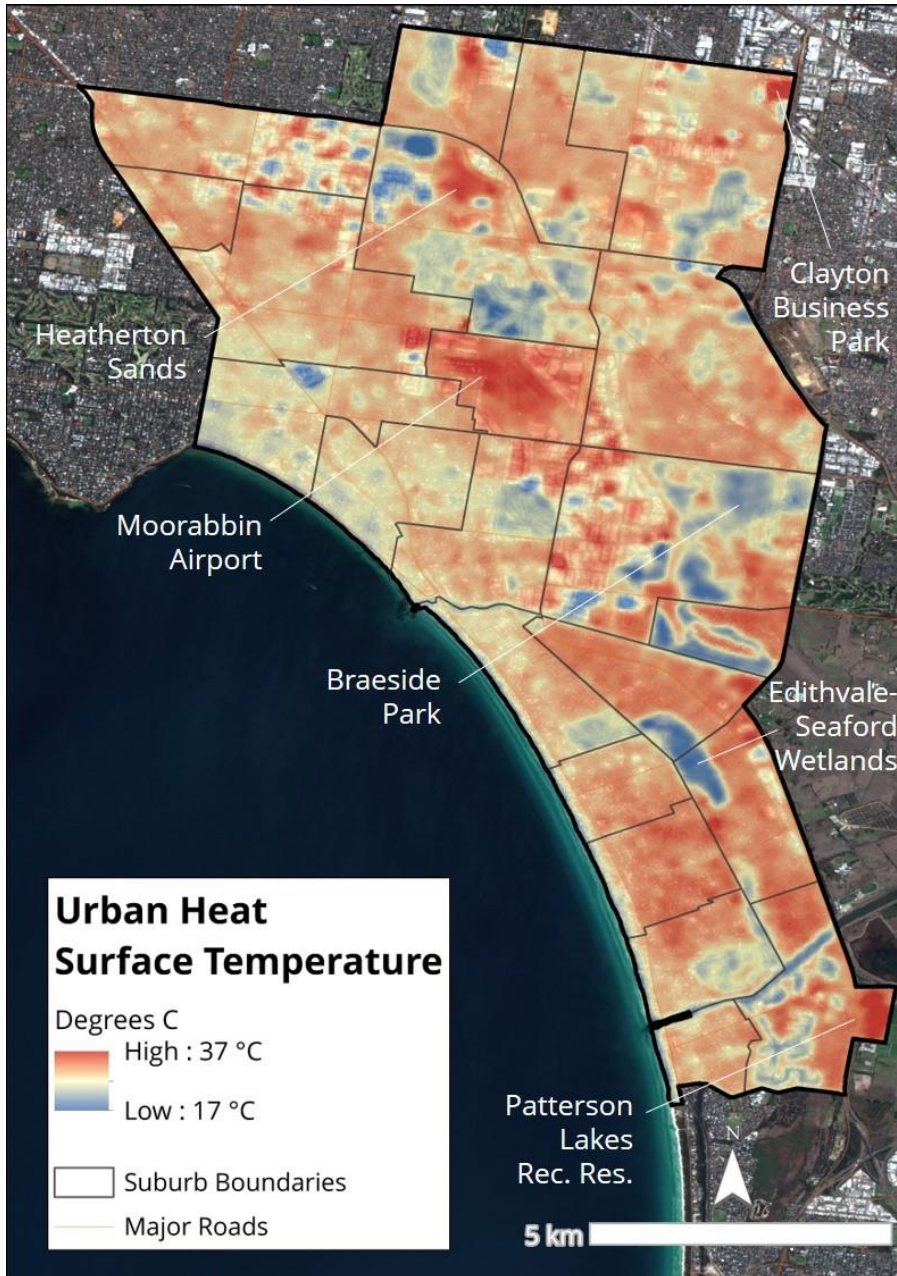 Clayton
Business
Park
Heatherton
Sands
Moorabbin
Airport
Braeside
Park
Edithvale-
Seaford
Wetlands
Urban Heat
Surface Temperature
Degrees C
High : 37 °C
Low : 17 °C
Suburb Boundaries
Major Roads
Patterson
Lakes
Rec. Res.
N
5 km